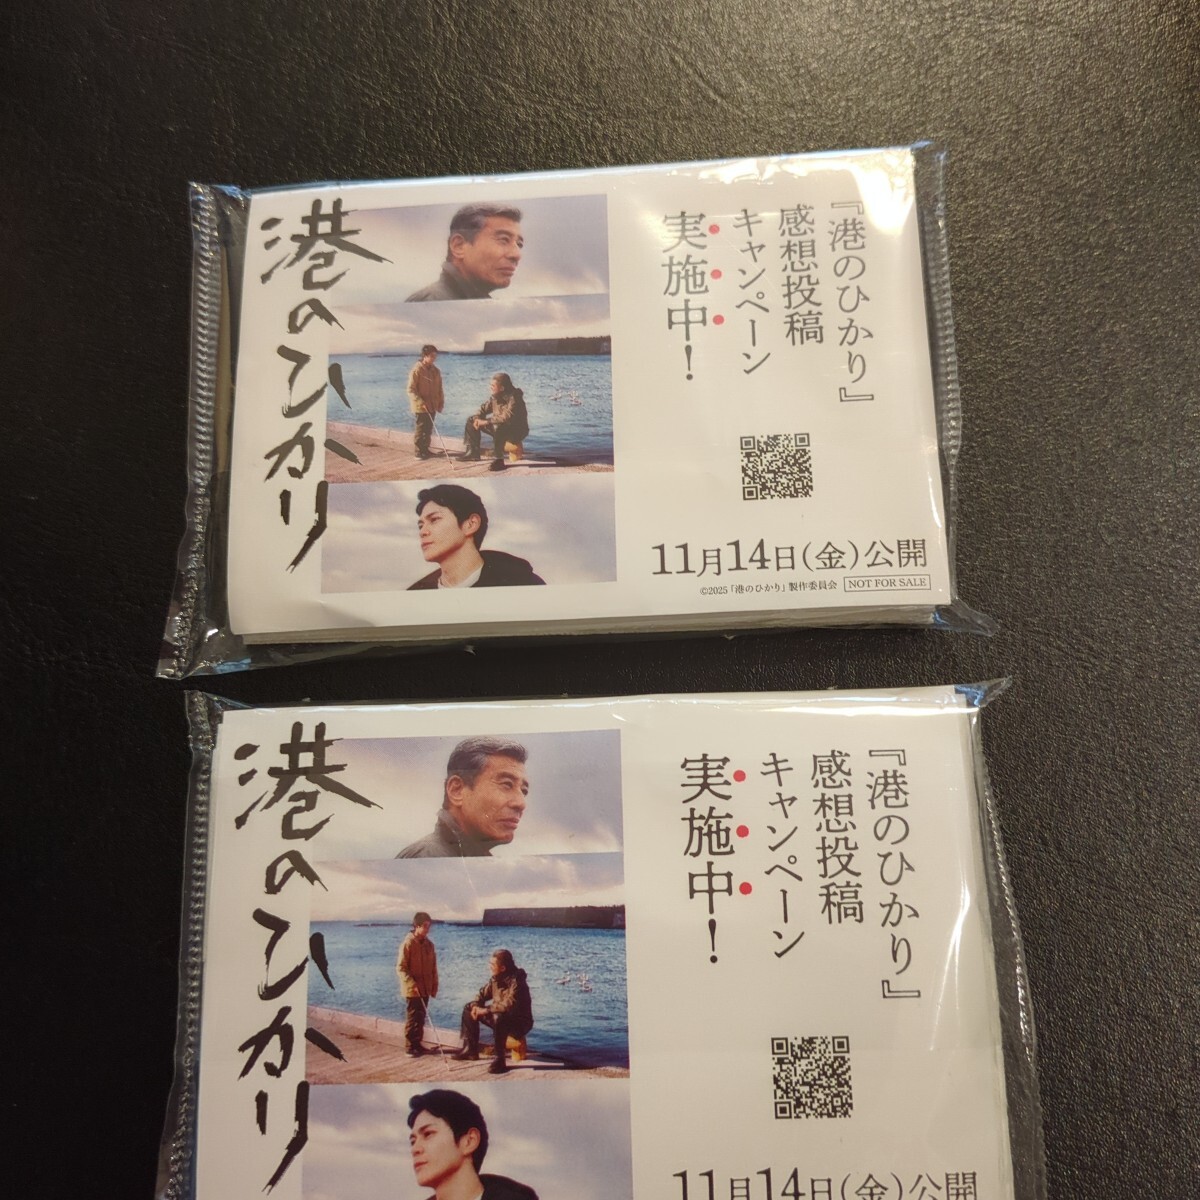 港のひかり
『港のひかり』
感想投稿
キャンペーン
実施中！
11月14日(金)公開
©2025「港のひかり」製作委員会
NOT FOR SALE
港のひかり
『港のひかり』
感想投稿
キャンペーン
実施中！
11月14日(金)公開